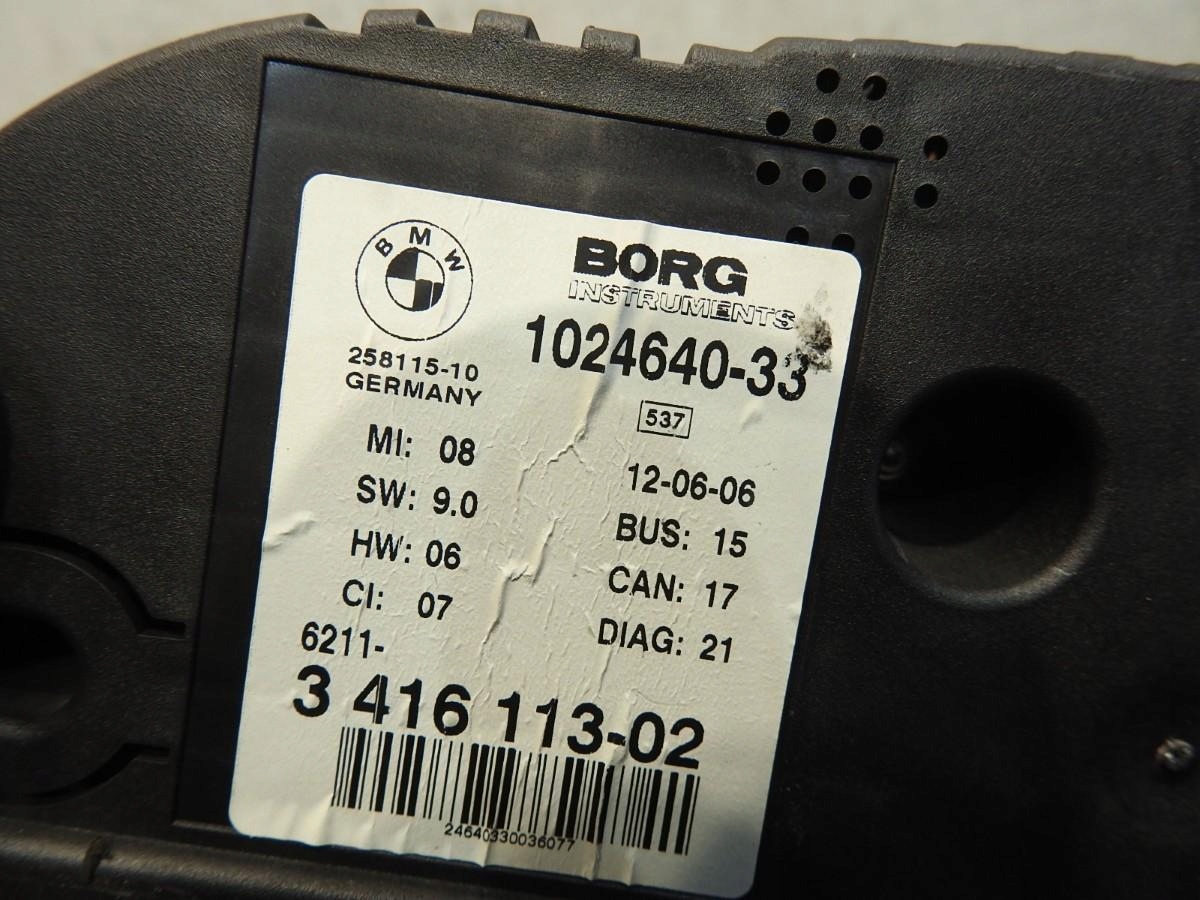 BMW
258115-10
GERMANY
BORG
INSTRUMENTS
1024640-33
537
12-06-06
MI: 08
SW: 9.0
HW: 06
CI: 07
BUS: 15
CAN: 17
DIAG: 21
6211-
3 416 113-02
24640330036077